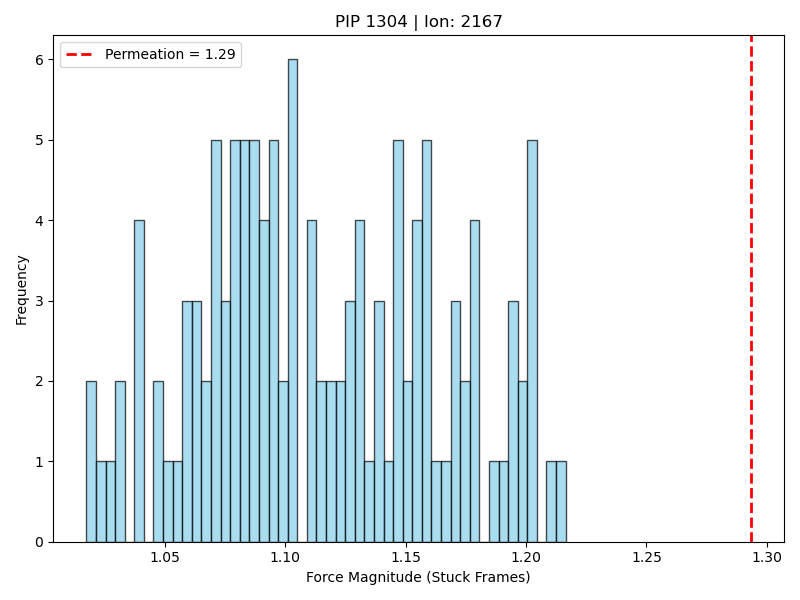 PIP 1304 | Ion: 2167
Permeation = 1.29
6
5
4
3
2
1
0
Frequency
1.05 1.10 1.15 1.20 1.25 1.30
Force Magnitude (Stuck Frames)